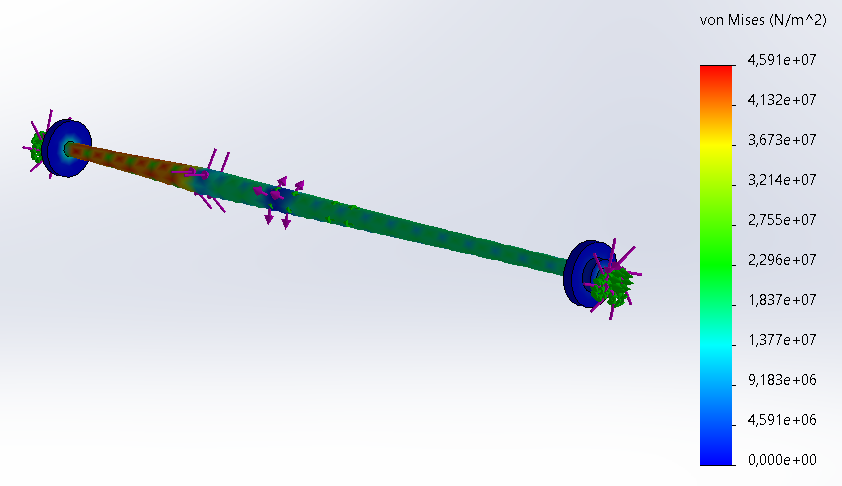 von Mises (N/m^2)
4,591e+07
4,132e+07
3,673e+07
3,214e+07
2,755e+07
2,296e+07
1,837e+07
1,377e+07
9,183e+06
4,591e+06
0,000e+00